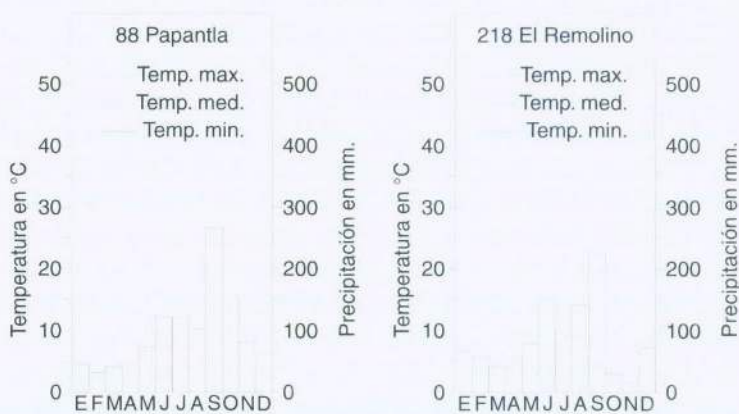 88 Papantla
Temp. max.
Temp. med.
Temp. min.
50
40
30
20
10
0
Temperatura en °C
500
400
300
200
100
0
Precipitación en mm.
EFMAMJJASOND
218 El Remolino
Temp. max.
Temp. med.
Temp. min.
50
40
30
20
10
0
Temperatura en °C
500
400
300
200
100
0
Precipitación en mm.
EFMAMJJASOND